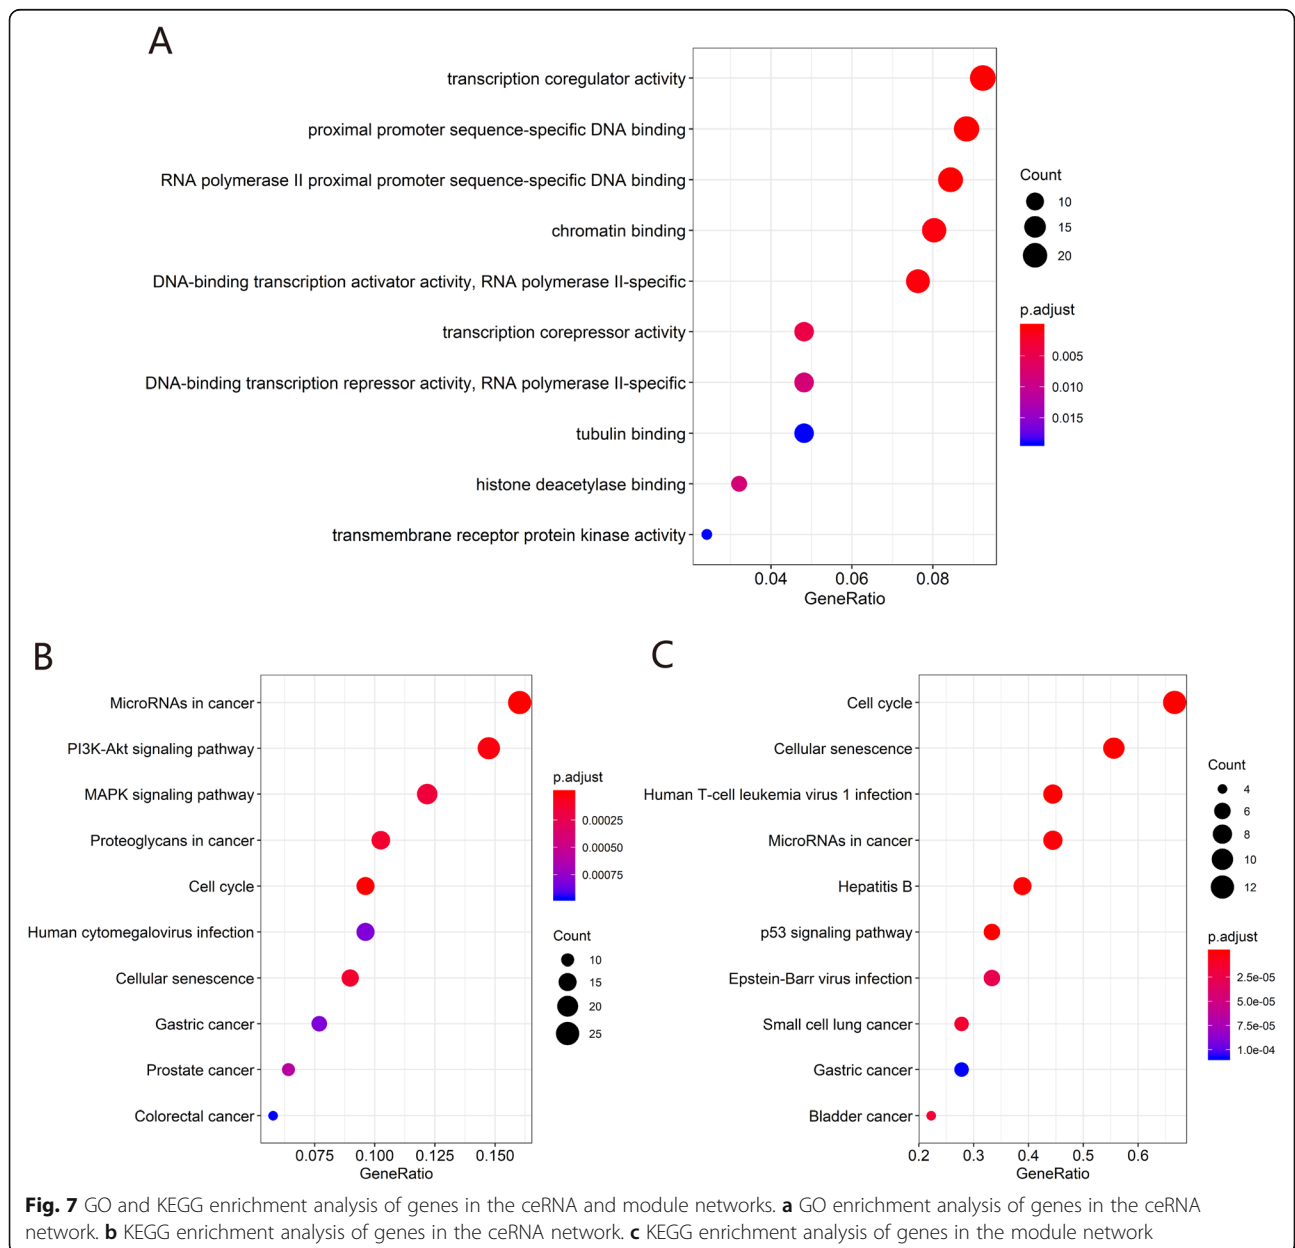 A
transcription coregulator activity
proximal promoter sequence-specific DNA binding
RNA polymerase II proximal promoter sequence-specific DNA binding
chromatin binding
DNA-binding transcription activator activity, RNA polymerase II-specific
transcription corepressor activity
DNA-binding transcription repressor activity, RNA polymerase II-specific
tubulin binding
histone deacetylase binding
transmembrane receptor protein kinase activity
0.04 0.06 0.08
GeneRatio
Count
10
15
20
p.adjust
0.005
0.010
0.015
B
MicroRNAs in cancer
PI3K-Akt signaling pathway
MAPK signaling pathway
Proteoglycans in cancer
Cell cycle
Human cytomegalovirus infection
Cellular senescence
Gastric cancer
Prostate cancer
Colorectal cancer
0.075 0.100 0.125 0.150
GeneRatio
p.adjust
0.00025
0.00050
0.00075
Count
10
15
20
25
C
Cell cycle
Cellular senescence
Human T-cell leukemia virus 1 infection
MicroRNAs in cancer
Hepatitis B
p53 signaling pathway
Epstein-Barr virus infection
Small cell lung cancer
Gastric cancer
Bladder cancer
0.2 0.3 0.4 0.5 0.6
GeneRatio
Count
4
6
8
10
12
p.adjust
2.5e-05
5.0e-05
7.5e-05
1.0e-04
Fig. 7 GO and KEGG enrichment analysis of genes in the ceRNA and module networks. a GO enrichment analysis of genes in the ceRNA
network. b KEGG enrichment analysis of genes in the ceRNA network. c KEGG enrichment analysis of genes in the module network